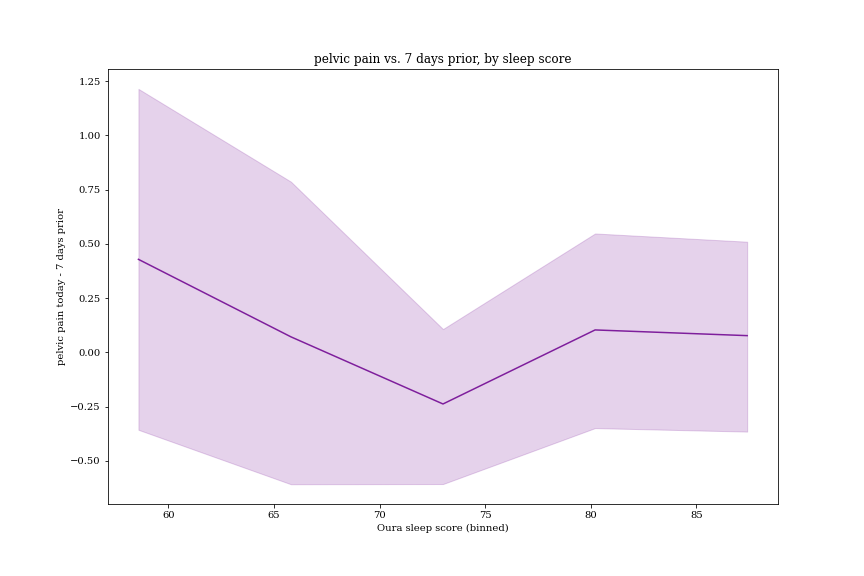 pelvic pain vs. 7 days prior, by sleep score
1.25
1.00
0.75
0.50
0.25
0.00
−0.25
−0.50
pelvic pain today - 7 days prior
60 65 70 75 80 85
Oura sleep score (binned)